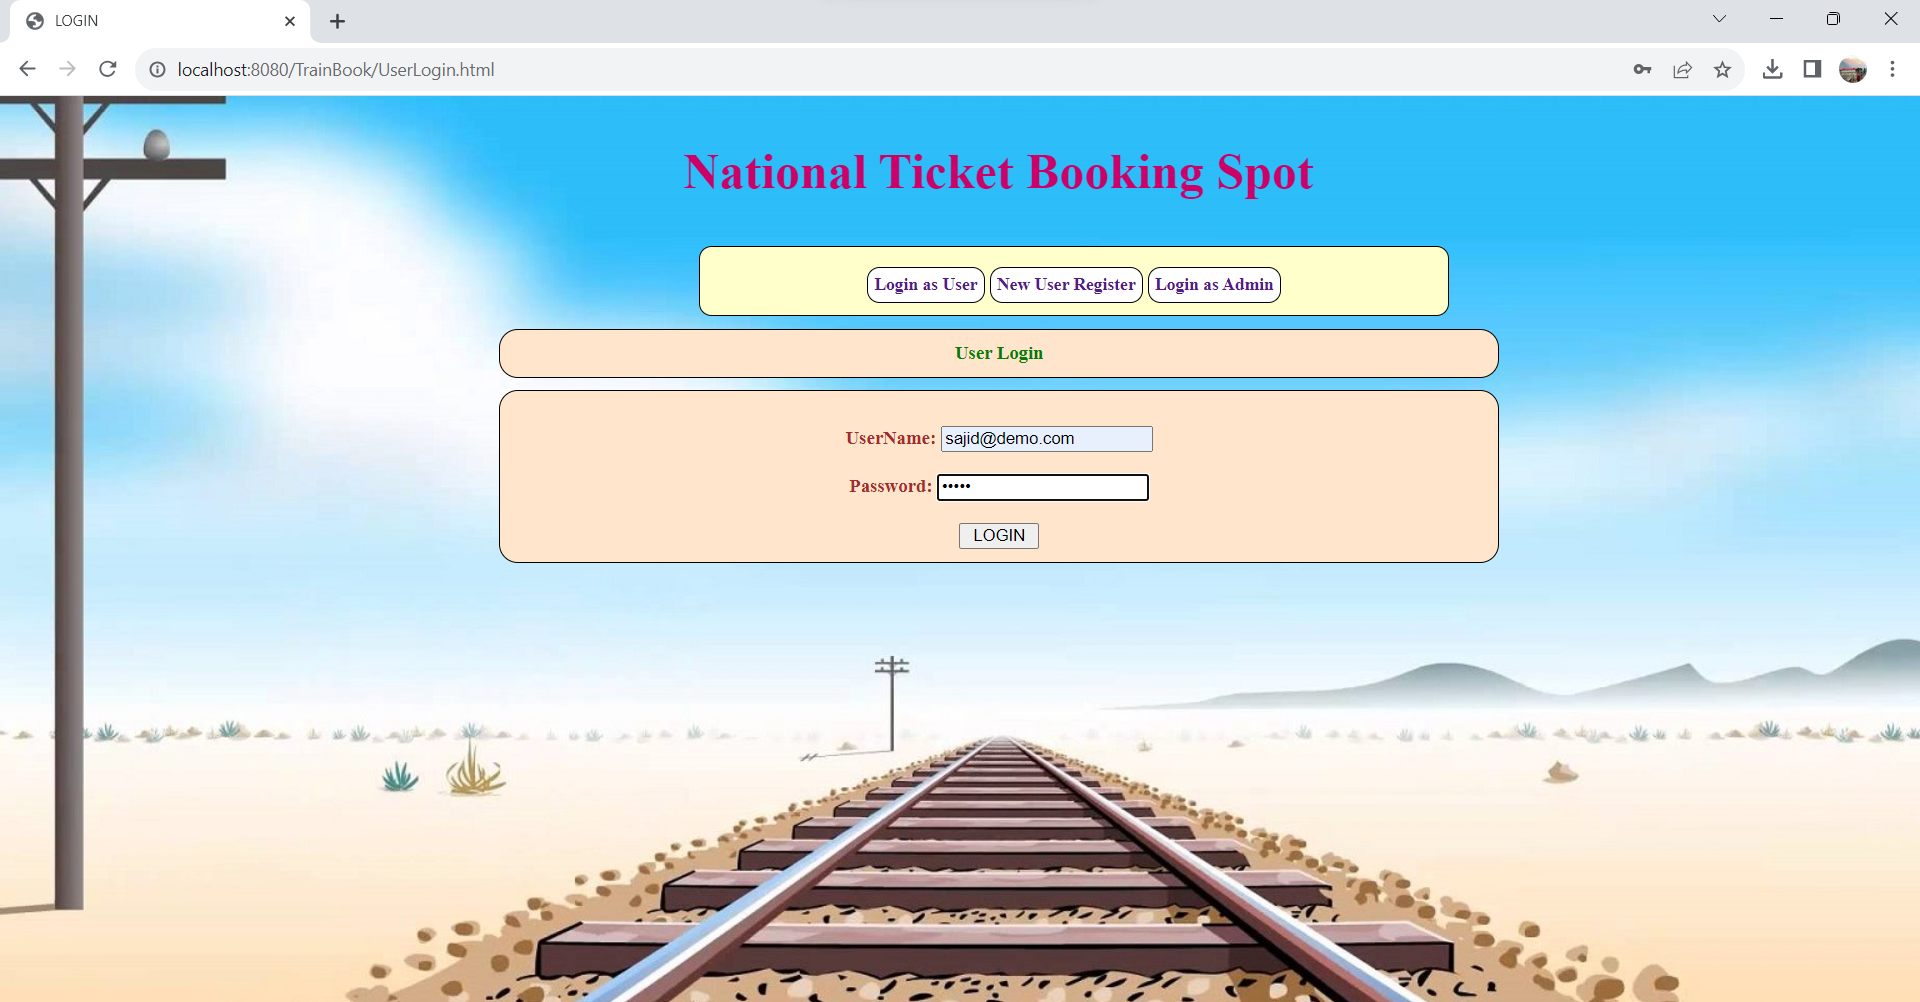 LOGIN
localhost:8080/TrainBook/UserLogin.html
National Ticket Booking Spot
Login as User New User Register Login as Admin
User Login
UserName: sajid@demo.com
Password: •••••
LOGIN